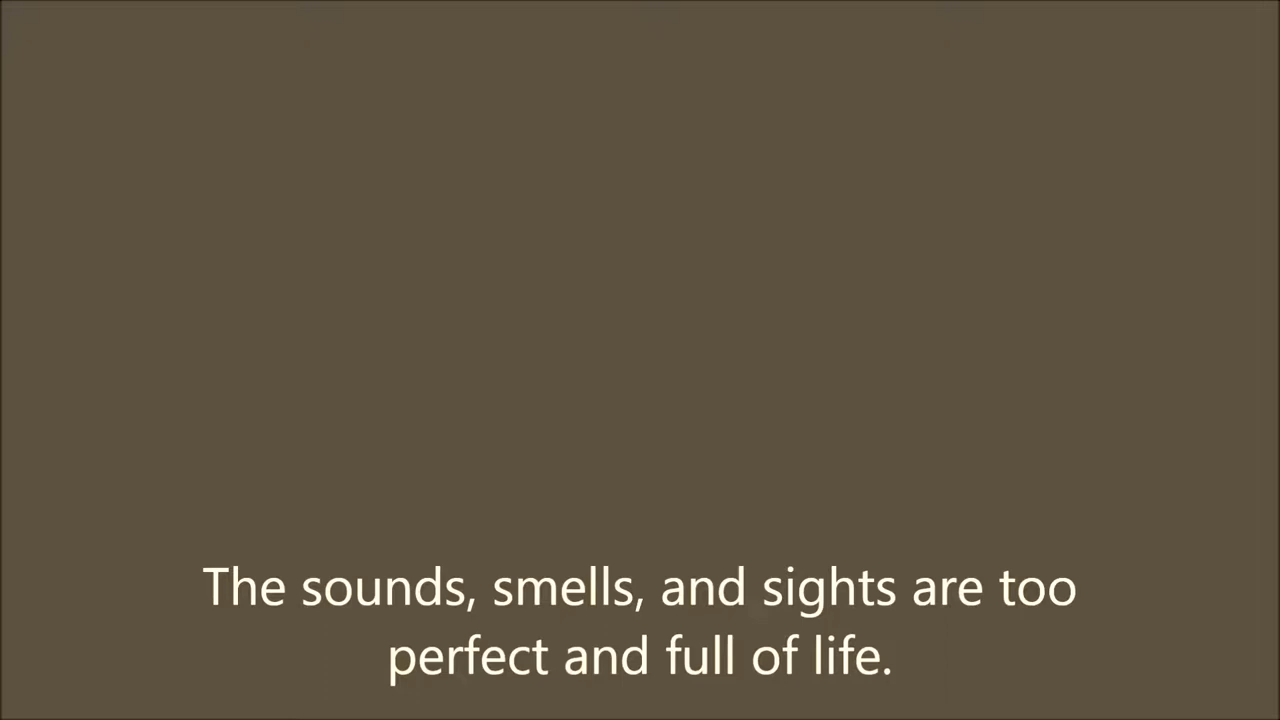 The sounds, smells, and sights are too
perfect and full of life.